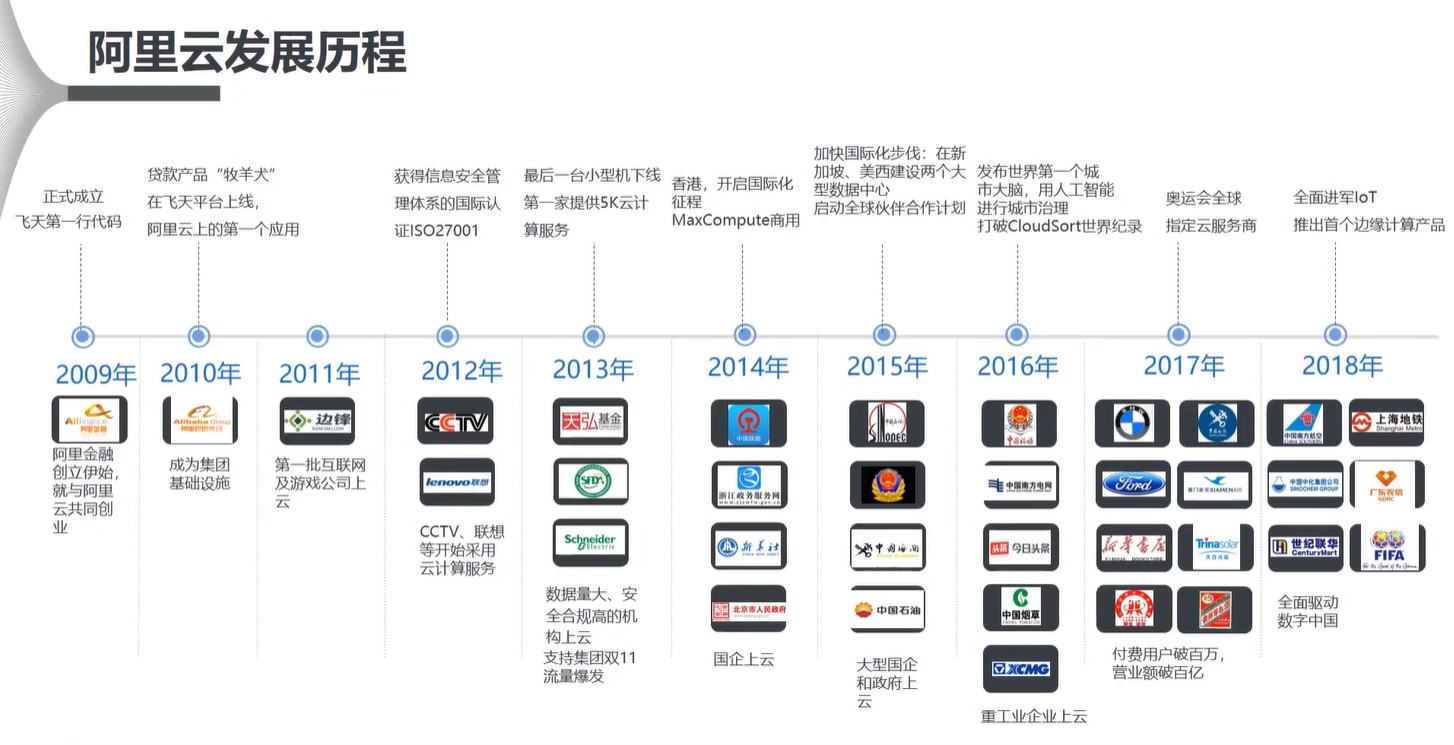 阿里云发展历程
正式成立
飞天第一行代码
贷款产品“牧羊犬”
在飞天平台上线，
阿里云上的第一个应用
获得信息安全管
理体系的国际认
证ISO27001
最后一台小型机下线
第一家提供5K云计
算服务
香港，开启国际化
征程
MaxCompute商用
加快国际化步伐：在新
加坡、美西建设两个大
型数据中心
启动全球伙伴合作计划
发布世界第一个城
市大脑，用人工智能
进行城市治理
打破CloudSort世界纪录
奥运会全球
指定云服务商
全面进军IoT
推出首个边缘计算产品
2009年
阿里金融
阿里金融
创立伊始，
就与阿里
云共同创
业
2010年
Alibaba Group
阿里巴巴集团
成为集团
基础设施
2011年
边锋
第一批互联网
及游戏公司上
云
2012年
CCTV
lenovo联想
CCTV、联想
等开始采用
云计算服务
2013年
天弘基金
SFDA
Schneider
Electric
数据量大、安
全合规高的机
构上云
支持集团双11
流量爆发
2014年
中国铁路
浙江政务服务网
新华社
北京市人民政府
国企上云
2015年
Sinopec
中国海关
中国石油
大型国企
和政府上
云
2016年
中国税务
中国南方电网
头条 今日头条
中国烟草
CHINA TOBACCO
XCMG
重工业企业上云
2017年
Ford
XIAMENAIR
新华书店
XINHUA BOOKSTORE
Trinasolar
天合光能
付费用户破百万，
营业额破百亿
2018年
中国南方航空
CHINA SOUTHERN
上海地铁
Shanghai Metro
中国中化集团公司
SINOCHEM GROUP
广东农信
GDRC
世纪联华
CenturyMart
FIFA
For the Good of the Game
全面驱动
数字中国